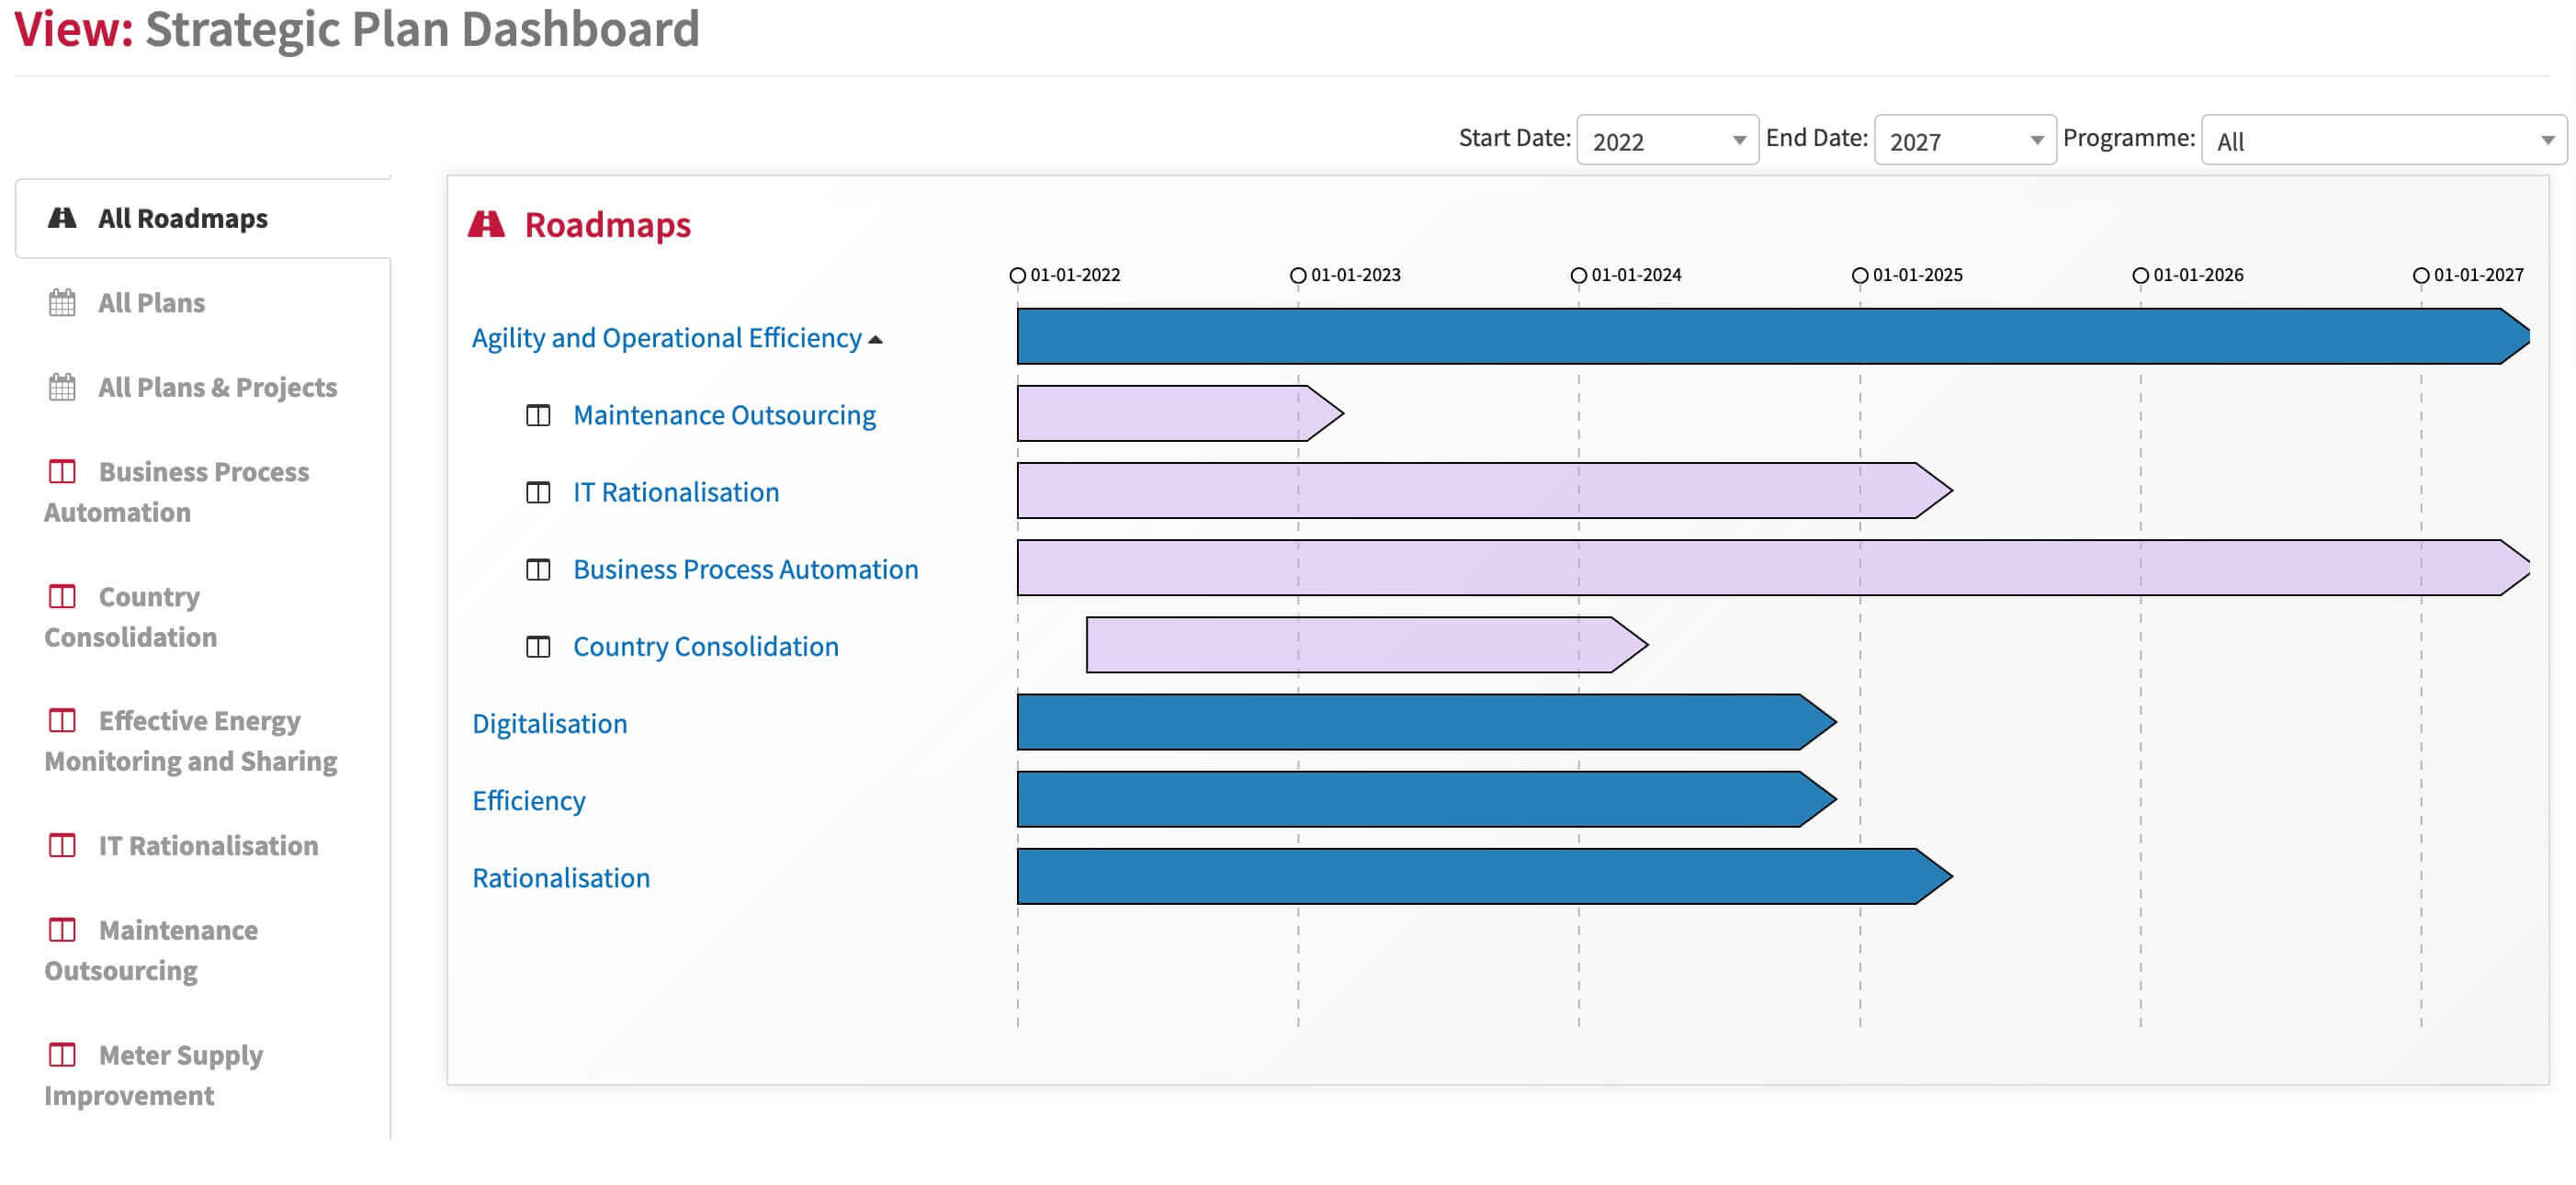 View: Strategic Plan Dashboard
Start Date: 2022 End Date: 2027 Programme: All
All Roadmaps
All Plans
All Plans & Projects
Business Process
Automation
Country
Consolidation
Effective Energy
Monitoring and Sharing
IT Rationalisation
Maintenance
Outsourcing
Meter Supply
Improvement
Roadmaps
01-01-2022 01-01-2023 01-01-2024 01-01-2025 01-01-2026 01-01-2027
Agility and Operational Efficiency
Maintenance Outsourcing
IT Rationalisation
Business Process Automation
Country Consolidation
Digitalisation
Efficiency
Rationalisation